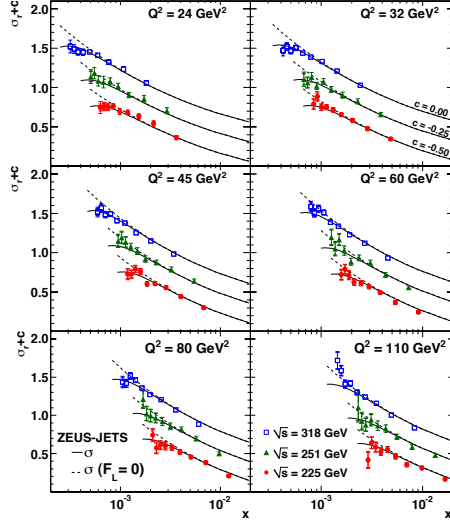 Q² = 24 GeV²
Q² = 32 GeV²
σr+c
2.0
1.5
1.0
0.5
c = 0.00
c = -0.25
c = -0.50
Q² = 45 GeV²
Q² = 60 GeV²
σr+c
2.0
1.5
1.0
0.5
Q² = 80 GeV²
Q² = 110 GeV²
σr+c
2.0
1.5
1.0
0.5
0.0
ZEUS-JETS
σ
σ (FL = 0)
√s = 318 GeV
√s = 251 GeV
√s = 225 GeV
10⁻³
10⁻²
x
10⁻³
10⁻²
x